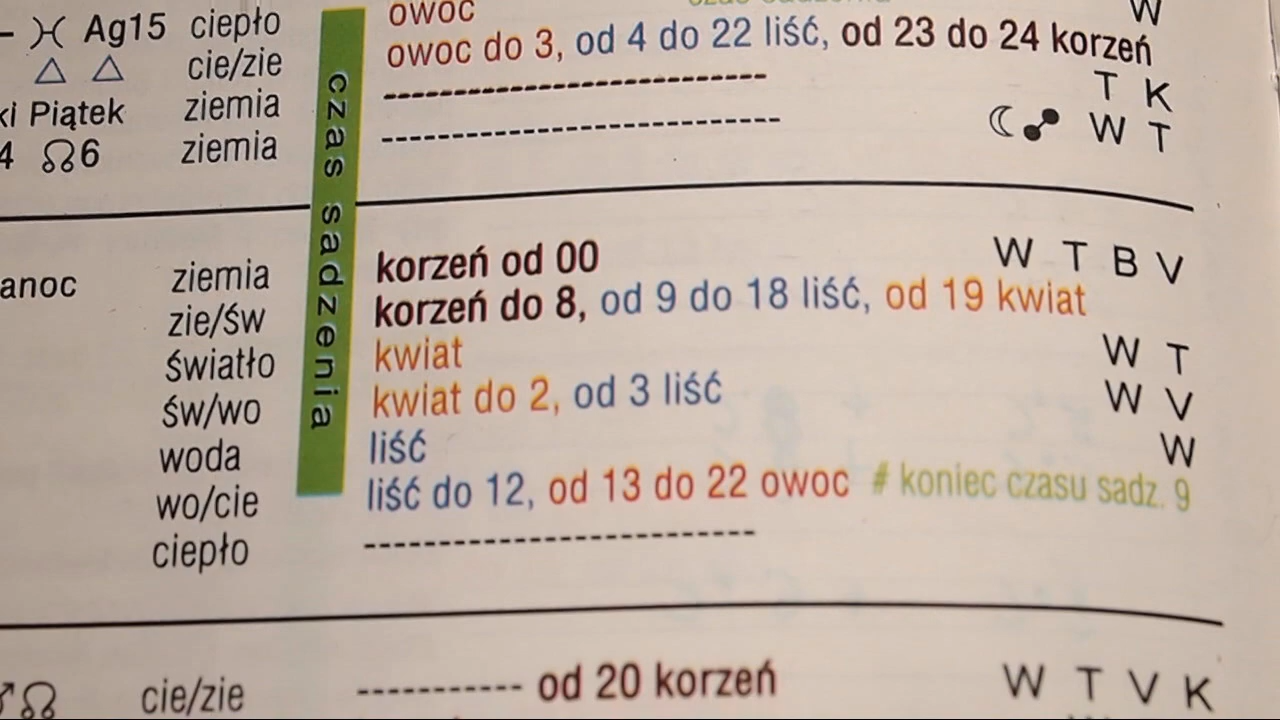 owoc W
– ♓ Ag15 ciepło owoc do 3, od 4 do 22 liść, od 23 do 24 korzeń
△ △ cie/zie ------------------------------ T K
ki Piątek ziemia ------------------------------ W T
4 ☊6 ziemia
czas sadzenia
anoc ziemia korzeń od 00 W T B V
zie/św korzeń do 8, od 9 do 18 liść, od 19 kwiat
światło kwiat W T
św/wo kwiat do 2, od 3 liść W V
woda liść W
wo/cie liść do 12, od 13 do 22 owoc # koniec czasu sadz. 9
ciepło ------------------------------
♂☊ cie/zie ----------- od 20 korzeń W T V K